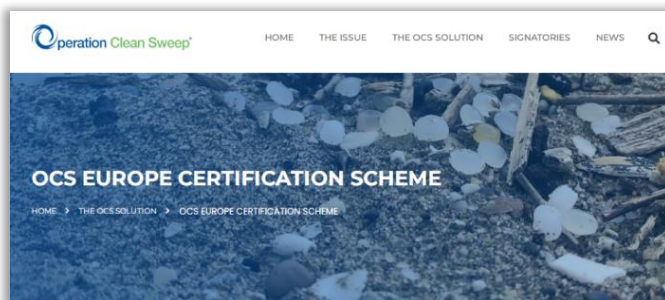 Operation Clean Sweep®
HOME THE ISSUE THE OCS SOLUTION SIGNATORIES NEWS
OCS EUROPE CERTIFICATION SCHEME
HOME > THE OCS SOLUTION > OCS EUROPE CERTIFICATION SCHEME